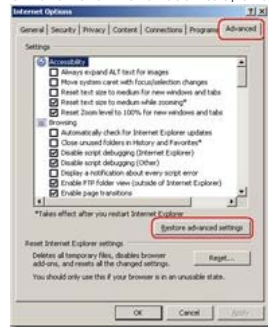 Internet Options
General Security Privacy Content Connections Programs Advanced
Settings
Accessibility
Always expand ALT text for images
Move system caret with focus/selection changes
Reset text size to medium for new windows and tabs
Reset text size to medium while zooming*
Reset Zoom level to 100% for new windows and tabs
Browsing
Automatically check for Internet Explorer updates
Close unused folders in History and Favorites*
Disable script debugging (Internet Explorer)
Disable script debugging (Other)
Display a notification about every script error
Enable FTP folder view (outside of Internet Explorer)
Enable page transitions
*Takes effect after you restart Internet Explorer
Restore advanced settings
Reset Internet Explorer settings
Deletes all temporary files, disables browser
add-ons, and resets all the changed settings.
Reset...
You should only use this if your browser is in an unusable state.
OK Cancel Apply